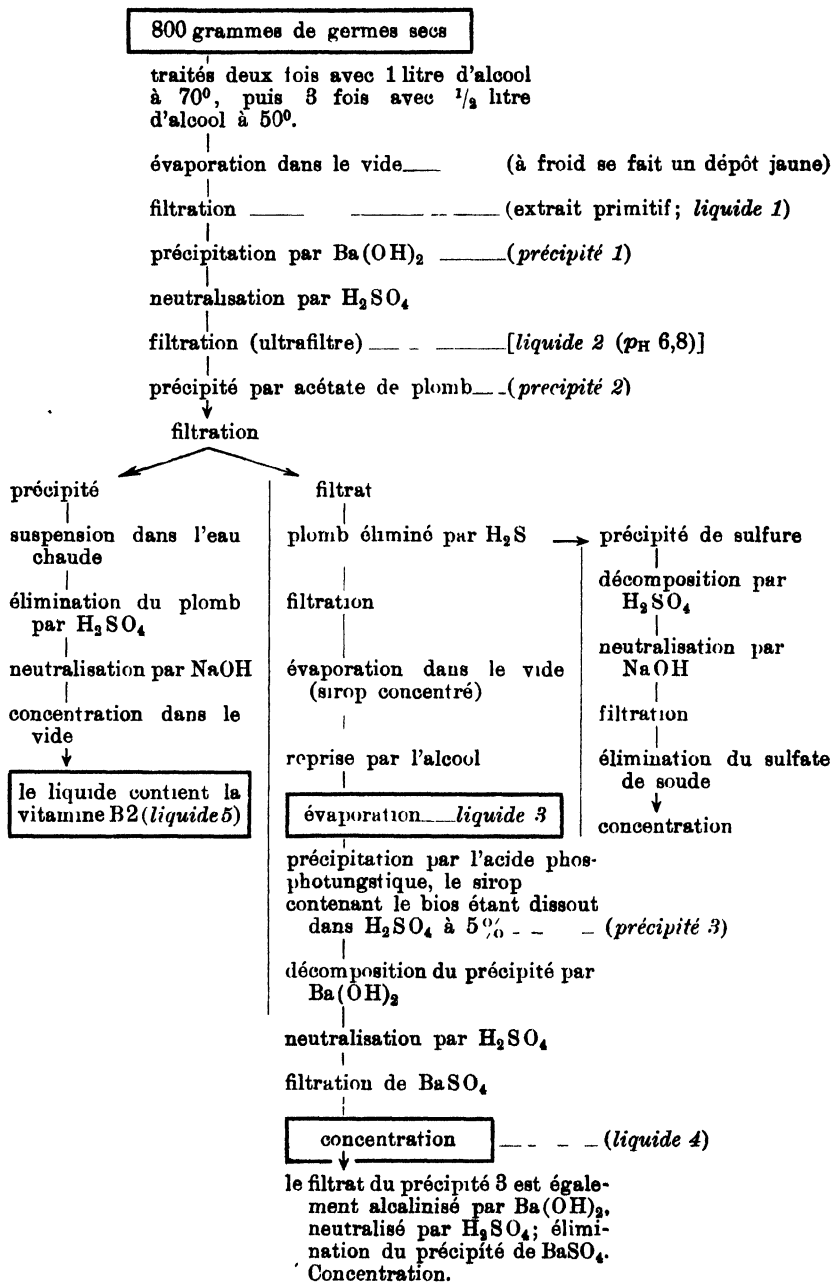 800 grammes de germes secs
traités deux fois avec 1 litre d'alcool
à 70⁰, puis 3 fois avec ¹/₂ litre
d'alcool à 50⁰.
évaporation dans le vide (à froid se fait un dépôt jaune)
filtration (extrait primitif; liquide 1)
précipitation par Ba(OH)₂ (précipité 1)
neutralisation par H₂SO₄
filtration (ultrafiltre) [liquide 2 (pH 6,8)]
précipité par acétate de plomb (precipité 2)
filtration
précipité
suspension dans l'eau
chaude
élimination du plomb
par H₂SO₄
neutralisation par NaOH
concentration dans le
vide
le liquide contient la
vitamine B2 (liquide 5)
filtrat
plomb éliminé par H₂S
filtration
évaporation dans le vide
(sirop concentré)
reprise par l'alcool
évaporation liquide 3
précipitation par l'acide phos-
photungstique, le sirop
contenant le bios étant dissout
dans H₂SO₄ à 5% (précipité 3)
décomposition du précipité par
Ba(OH)₂
neutralisation par H₂SO₄
filtration de BaSO₄
concentration (liquide 4)
le filtrat du précipité 3 est égale-
ment alcalinisé par Ba(OH)₂,
neutralisé par H₂SO₄; élimi-
nation du précipité de BaSO₄.
Concentration.
précipité de sulfure
décomposition par
H₂SO₄
neutralisation par
NaOH
filtration
élimination du sulfate
de soude
concentration